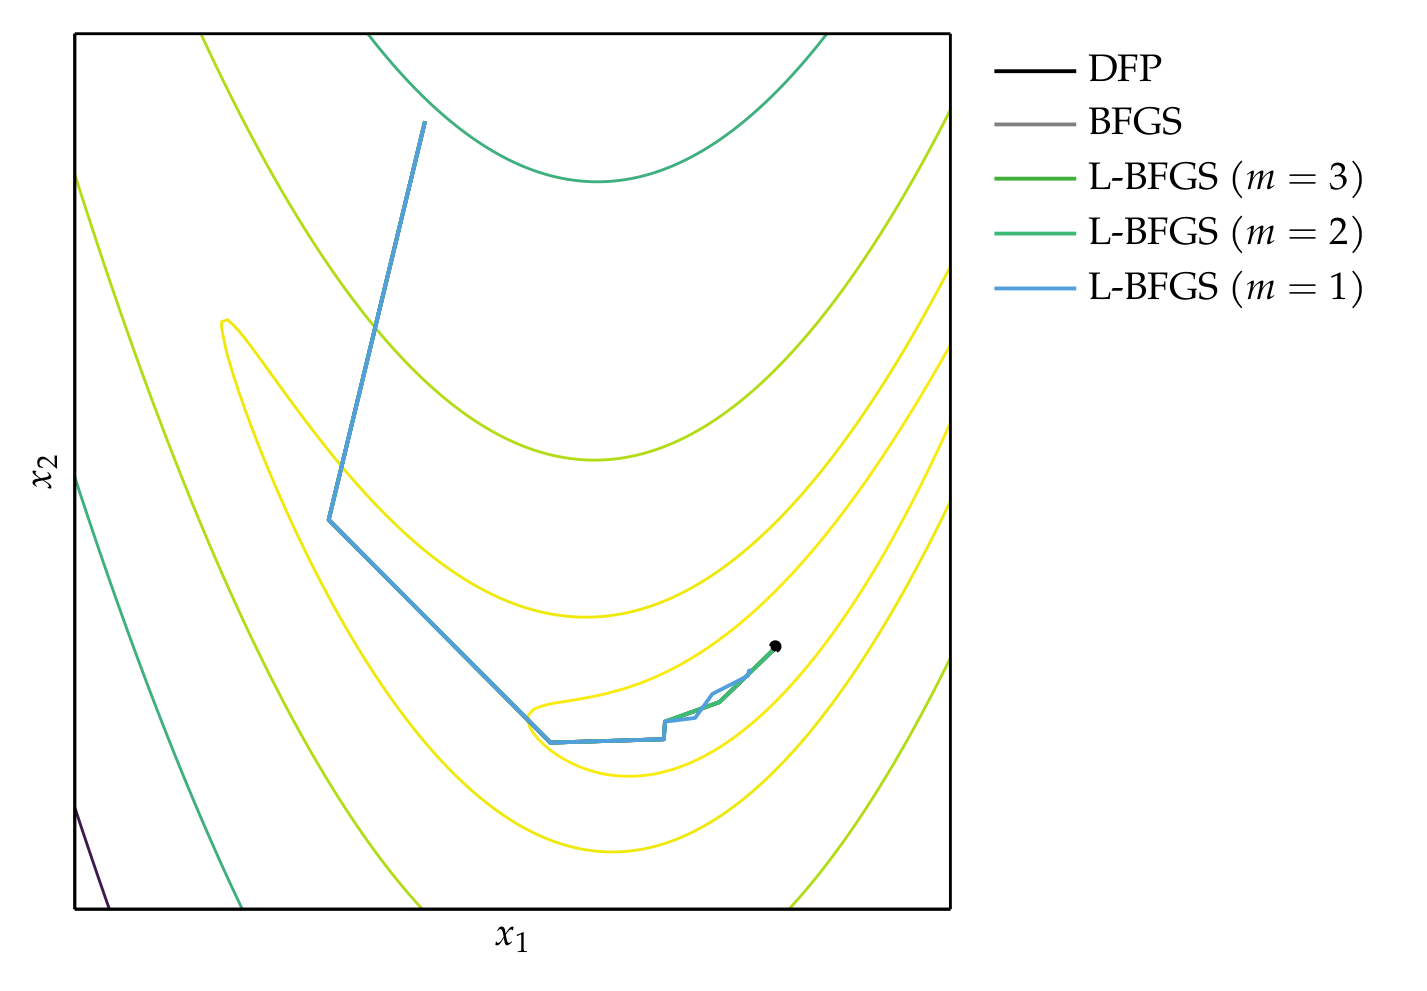 DFP
BFGS
L-BFGS (m = 3)
L-BFGS (m = 2)
L-BFGS (m = 1)
x₂
x₁